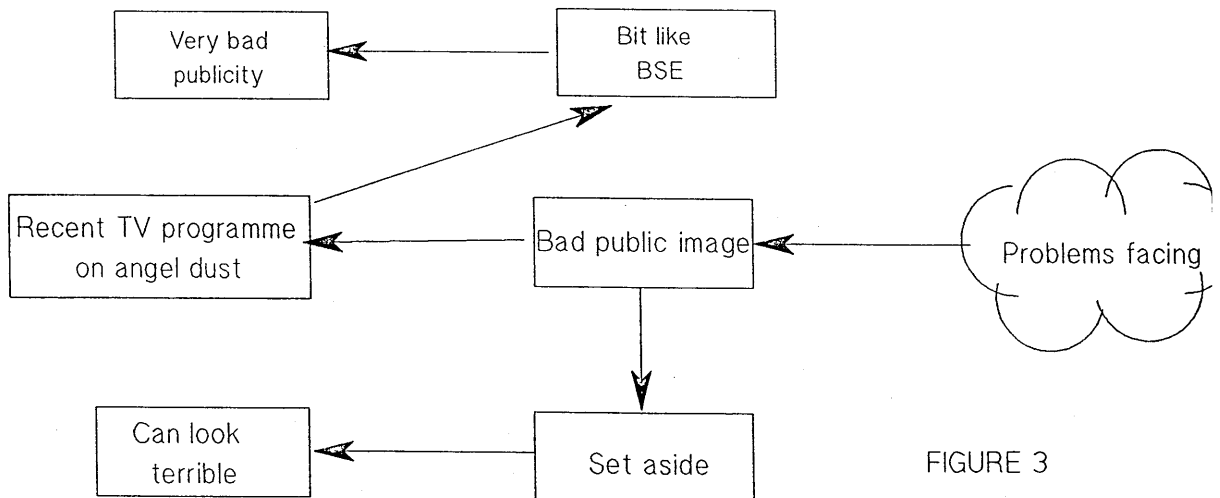 Very bad
publicity
Bit like
BSE
Recent TV programme
on angel dust
Bad public image
Problems facing
Can look
terrible
Set aside
FIGURE 3